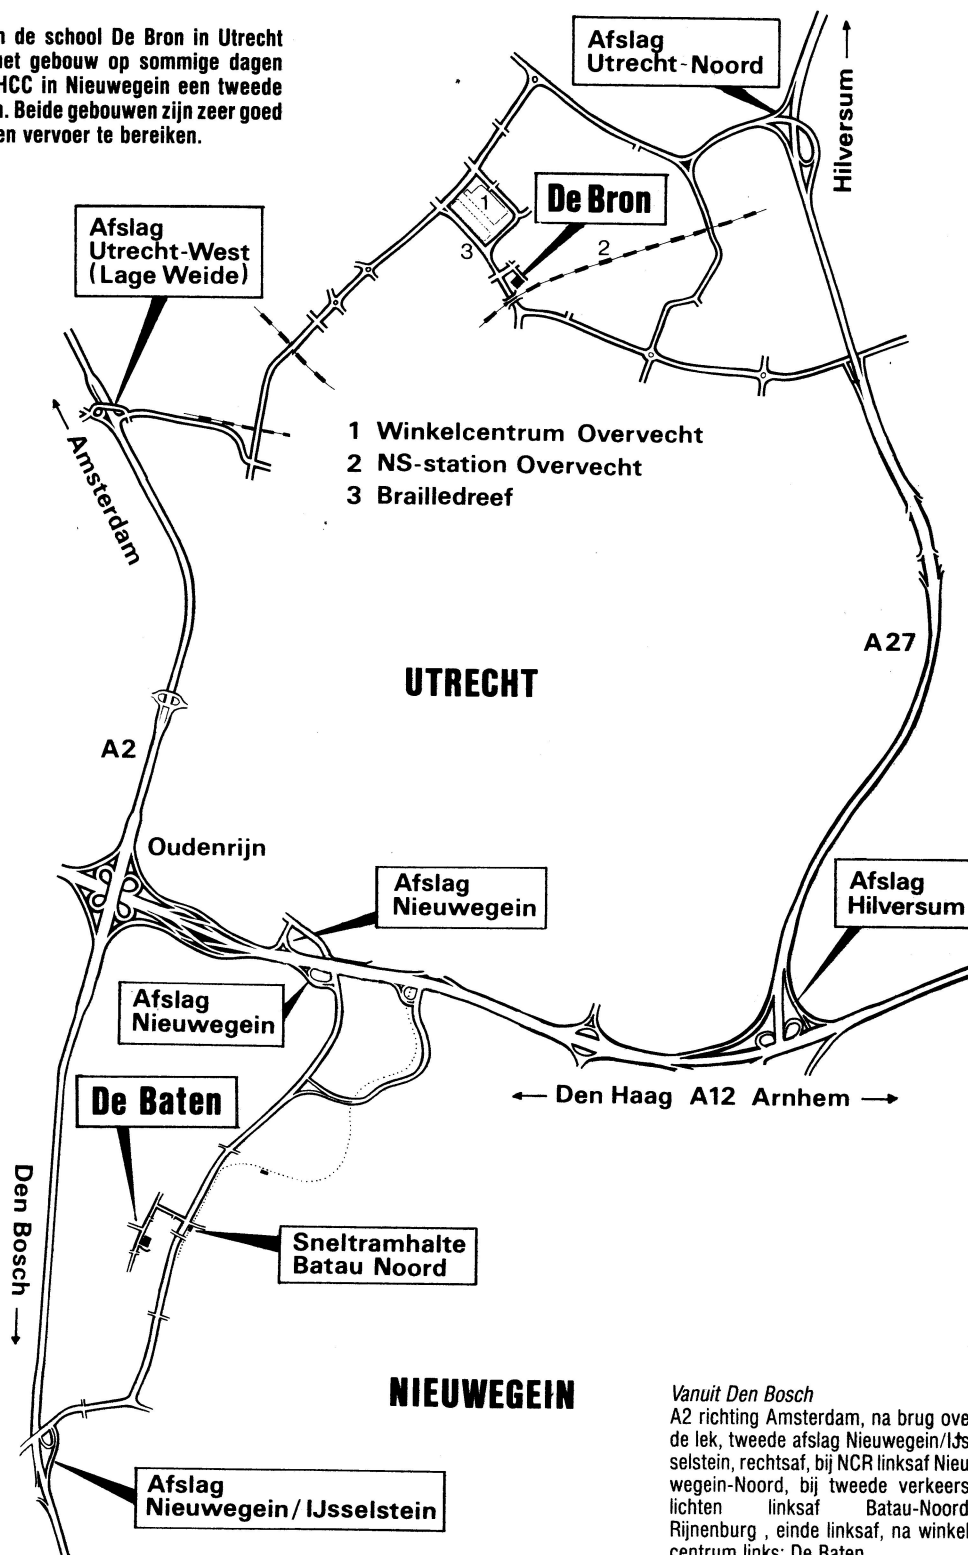 de school De Bron in Utrecht
gebouw op sommige dagen
HCC in Nieuwegein een tweede
Beide gebouwen zijn zeer goed
vervoer te bereiken.
Afslag
Utrecht-Noord
Hilversum
De Bron
1
2
3
Afslag
Utrecht-West
(Lage Weide)
Amsterdam
1 Winkelcentrum Overvecht
2 NS-station Overvecht
3 Brailledreef
A27
UTRECHT
A2
Oudenrijn
Afslag
Nieuwegein
Afslag
Hilversum
Afslag
Nieuwegein
De Baten
← Den Haag A12 Arnhem →
Den Bosch →
Sneltramhalte
Batau Noord
NIEUWEGEIN
Afslag
Nieuwegein/IJsselstein
Vanuit Den Bosch
A2 richting Amsterdam, na brug ove
de lek, tweede afslag Nieuwegein/IJs
selstein, rechtsaf, bij NCR linksaf Nieu
wegein-Noord, bij tweede verkeers
lichten linksaf Batau-Noord
Rijnenburg , einde linksaf, na winkel
centrum links: De Baten